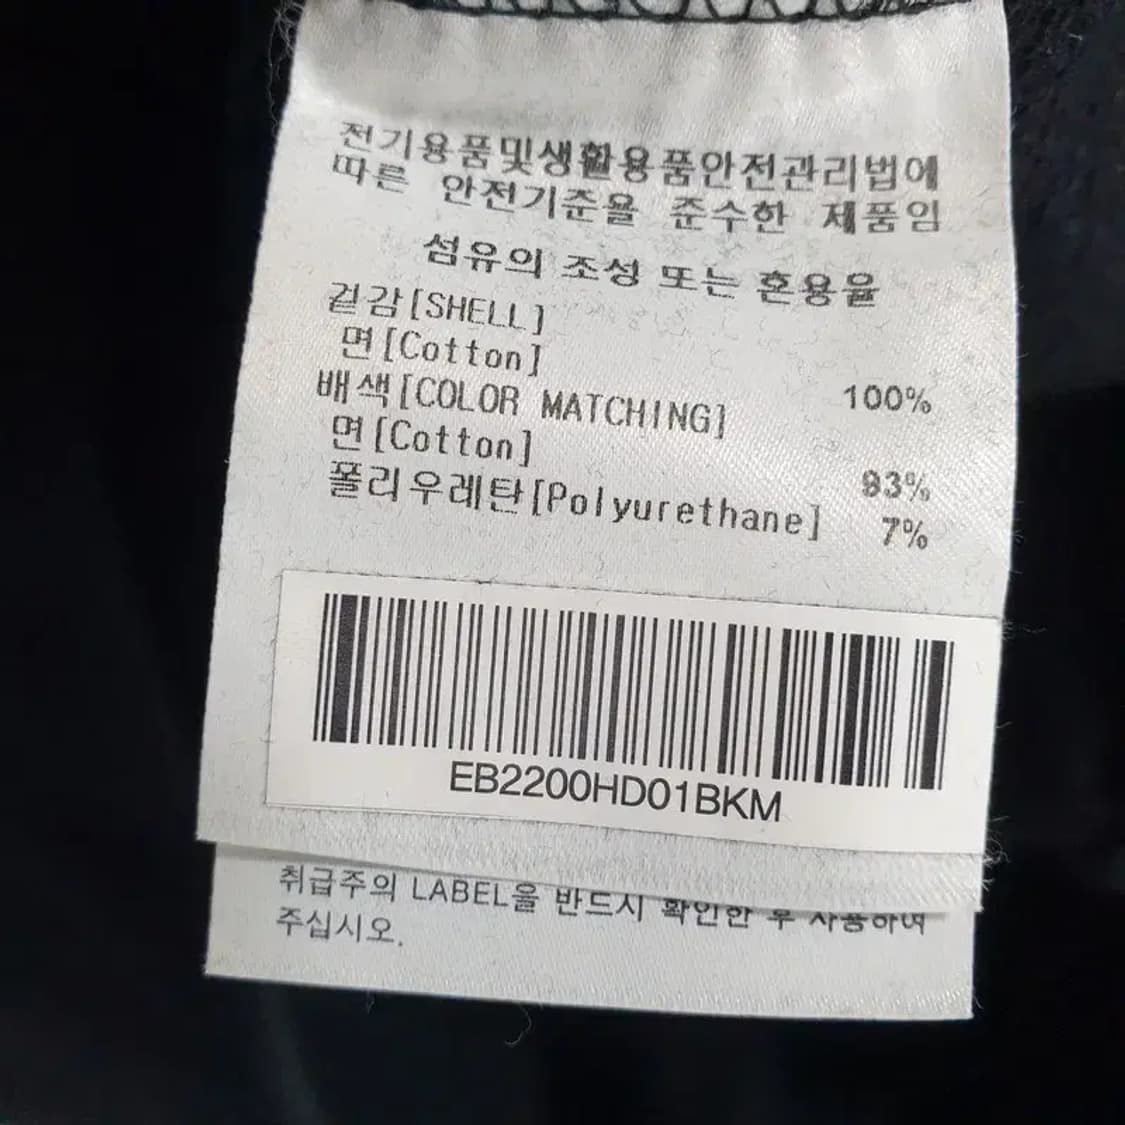 전기용품및생활용품안전관리법에
따른 안전기준을 준수한 제품임
섬유의 조성 또는 혼용율
겉감[SHELL]
면[Cotton] 100%
배색[COLOR MATCHING]
면[Cotton] 93%
폴리우레탄[Polyurethane] 7%
EB2200HD01BKM
취급주의 LABEL을 반드시 확인한 후 사용하여
주십시오.